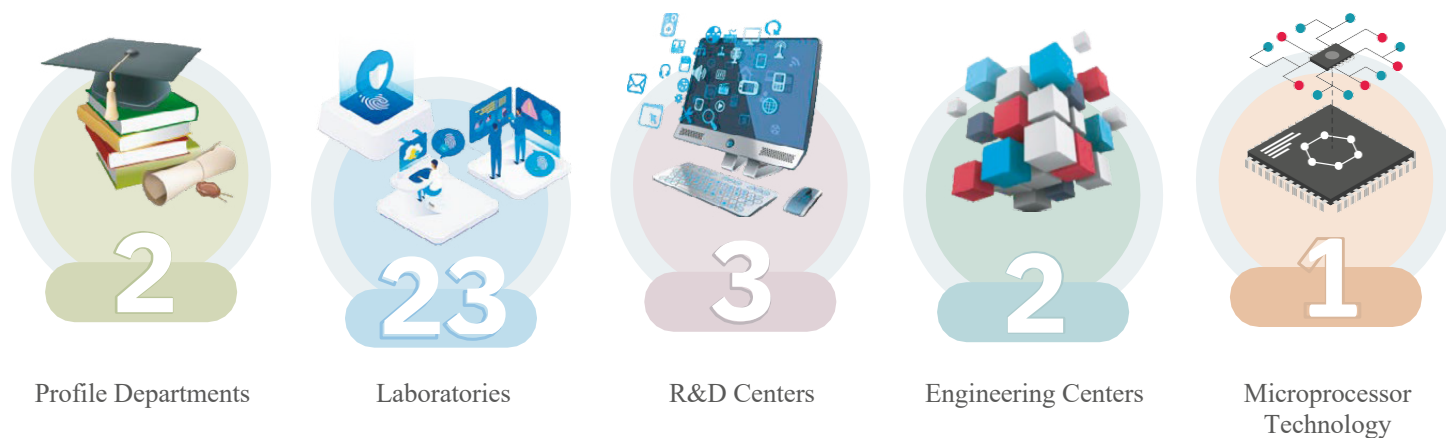 2
23
3
2
1
Profile Departments
Laboratories
R&D Centers
Engineering Centers
Microprocessor
Technology